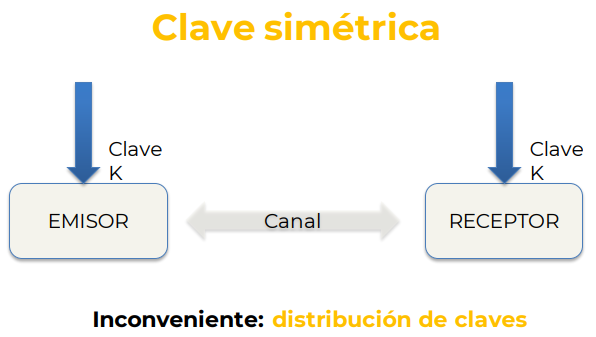 Clave simétrica
Clave
K
Clave
K
EMISOR
Canal
RECEPTOR
Inconveniente: distribución de claves